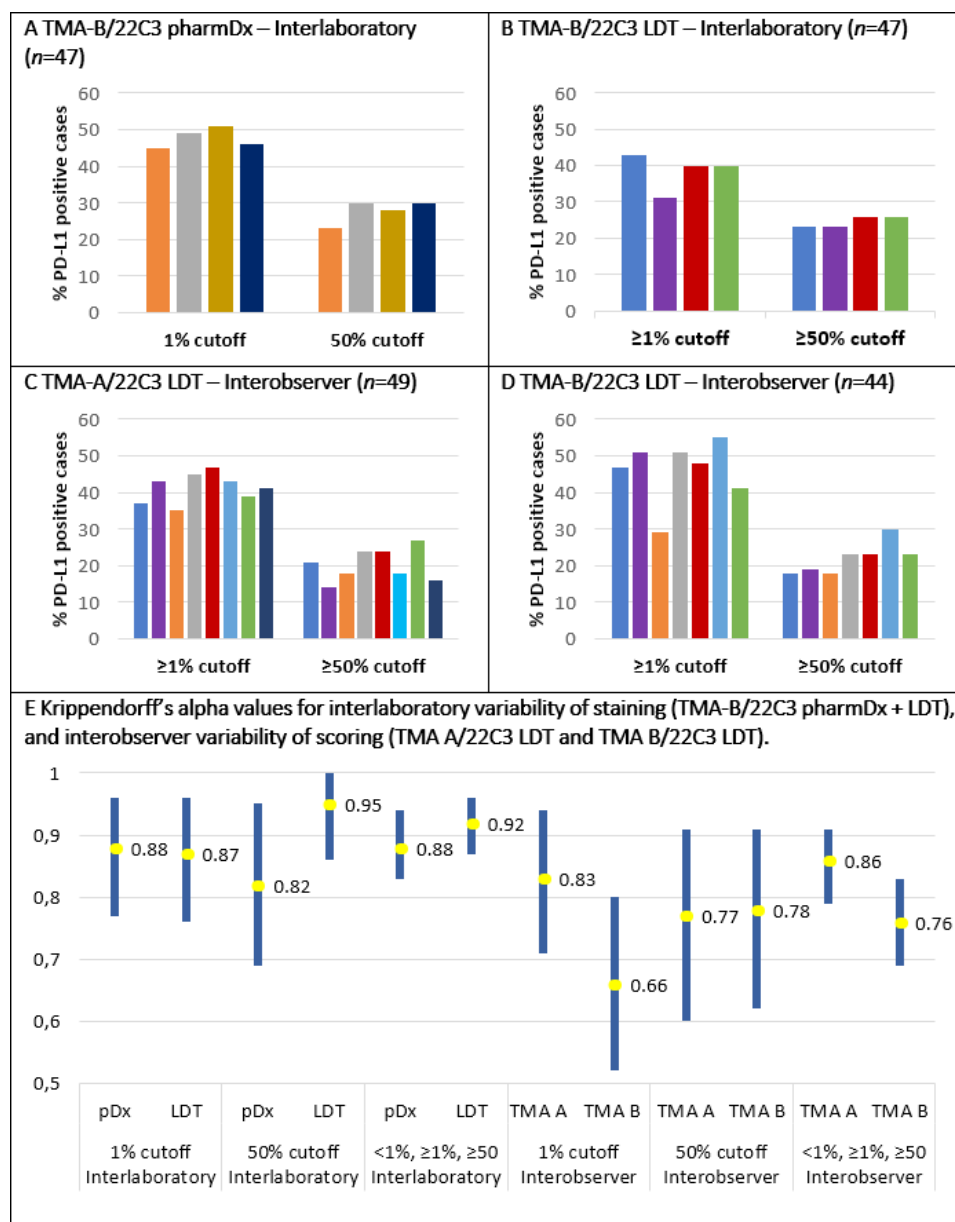 A TMA-B/22C3 pharmDx – Interlaboratory
(n=47)
60
50
40
30
20
10
0
% PD-L1 positive cases
1% cutoff 50% cutoff
B TMA-B/22C3 LDT – Interlaboratory (n=47)
60
50
40
30
20
10
0
% PD-L1 positive cases
≥1% cutoff ≥50% cutoff
C TMA-A/22C3 LDT – Interobserver (n=49)
60
50
40
30
20
10
0
% PD-L1 positive cases
≥1% cutoff ≥50% cutoff
D TMA-B/22C3 LDT – Interobserver (n=44)
60
50
40
30
20
10
0
% PD-L1 positive cases
≥1% cutoff ≥50% cutoff
E Krippendorff's alpha values for interlaboratory variability of staining (TMA-B/22C3 pharmDx + LDT),
and interobserver variability of scoring (TMA A/22C3 LDT and TMA B/22C3 LDT).
1
0,9
0,8
0,7
0,6
0,5
0.88 0.87 0.82 0.95 0.88 0.92 0.83 0.66 0.77 0.78 0.86 0.76
pDx LDT pDx LDT pDx LDT TMA A TMA B TMA A TMA B TMA A TMA B
1% cutoff 50% cutoff <1%, ≥1%, ≥50 1% cutoff 50% cutoff <1%, ≥1%, ≥50
Interlaboratory Interlaboratory Interlaboratory Interobserver Interobserver Interobserver